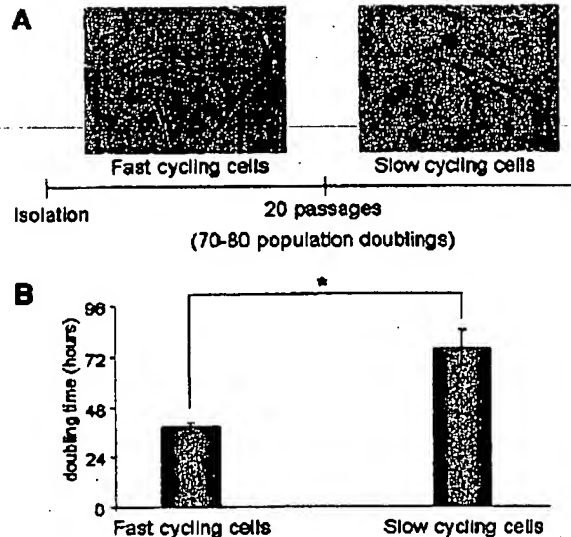 A
Fast cycling cells Slow cycling cells
Isolation 20 passages
(70-80 population doublings)
B
*
doubling time (hours)
96
72
48
24
0
Fast cycling cells Slow cycling cells